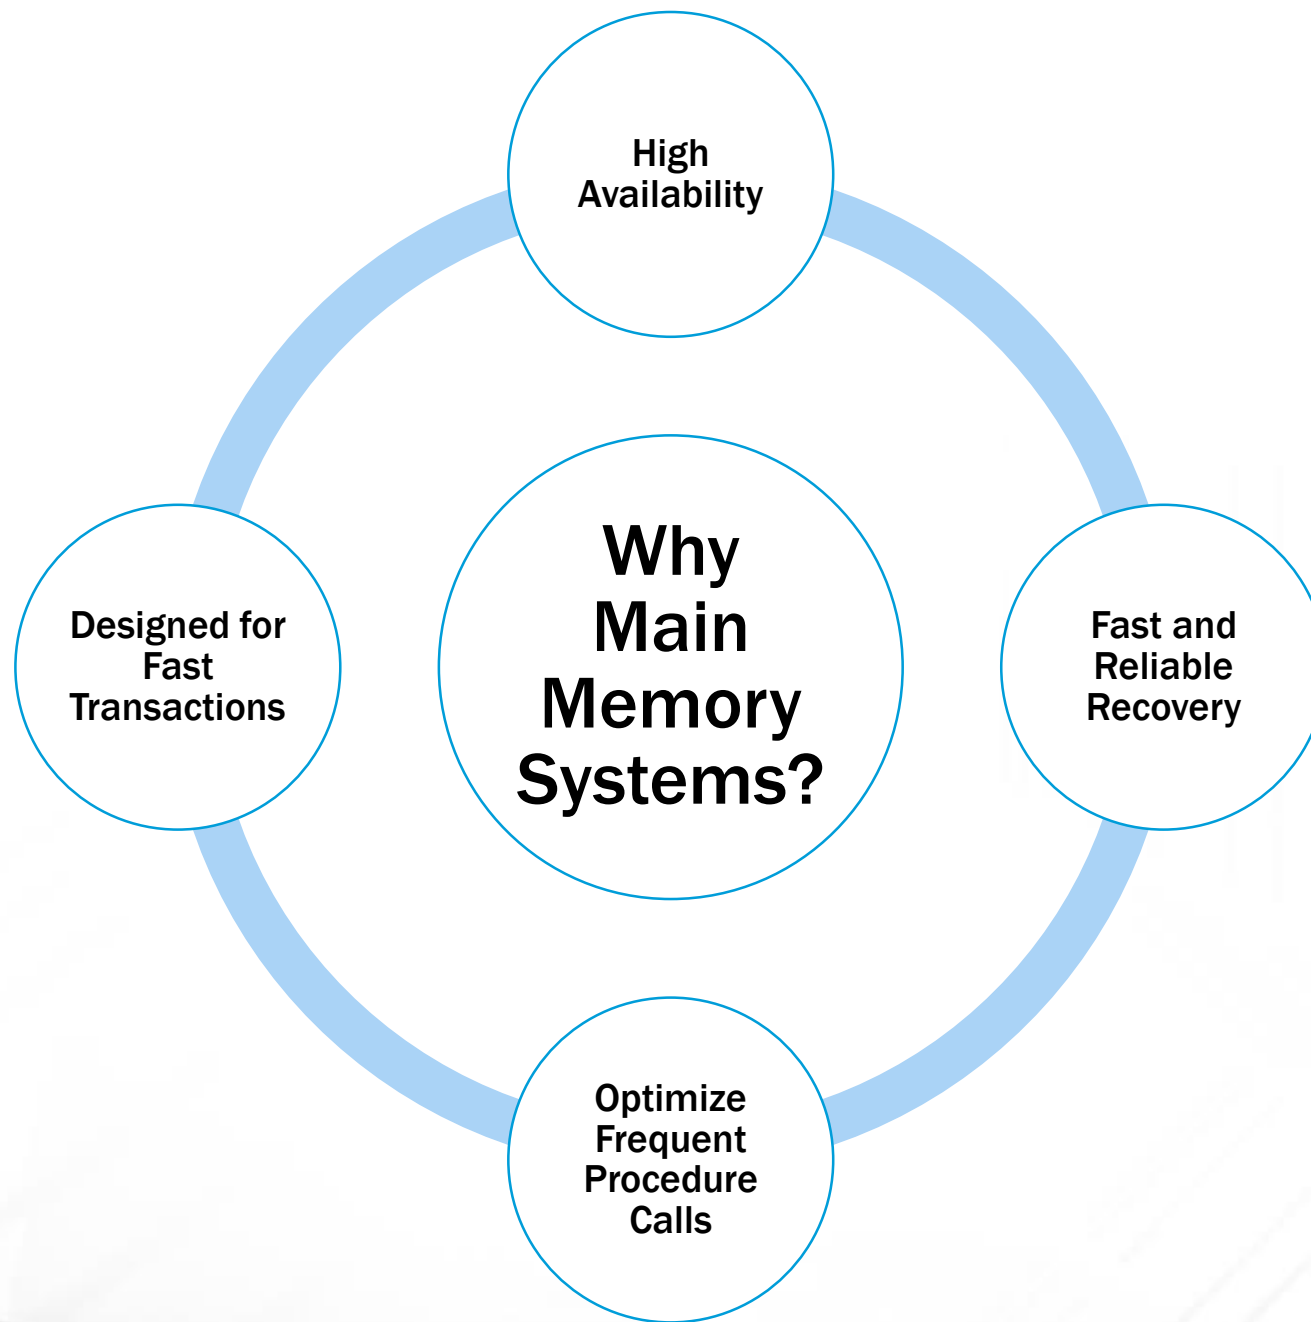 High
Availability
Why
Main
Memory
Systems?
Designed for
Fast
Transactions
Fast and
Reliable
Recovery
Optimize
Frequent
Procedure
Calls